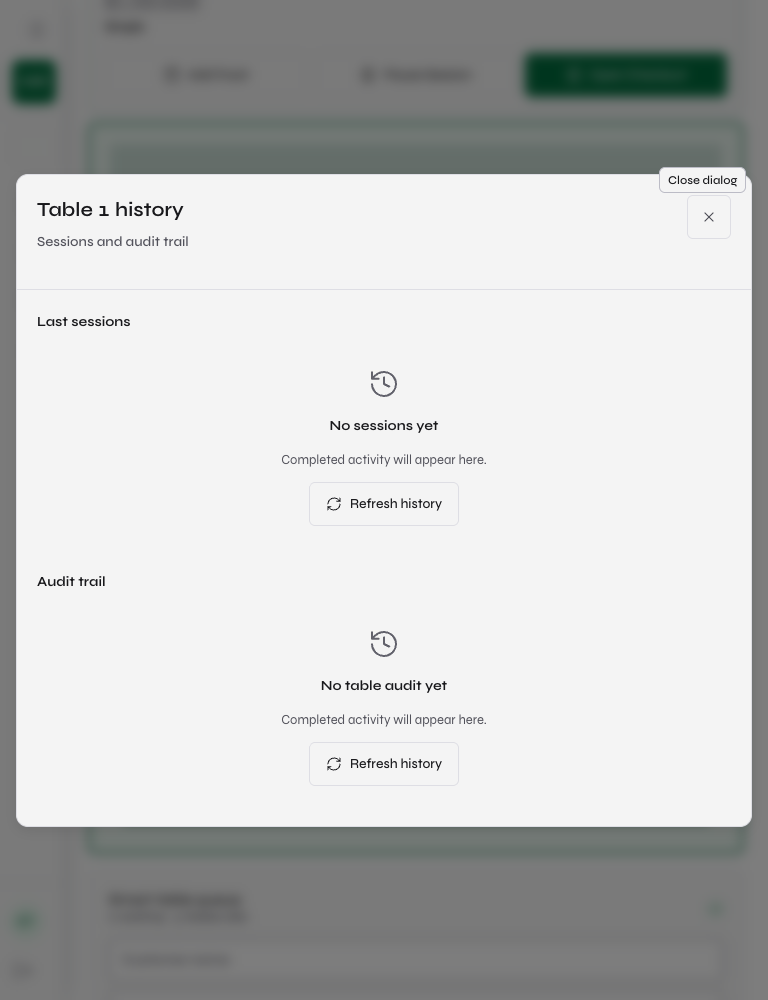 Close dialog
Table 1 history
Sessions and audit trail
Last sessions
No sessions yet
Completed activity will appear here.
Refresh history
Audit trail
No table audit yet
Completed activity will appear here.
Refresh history